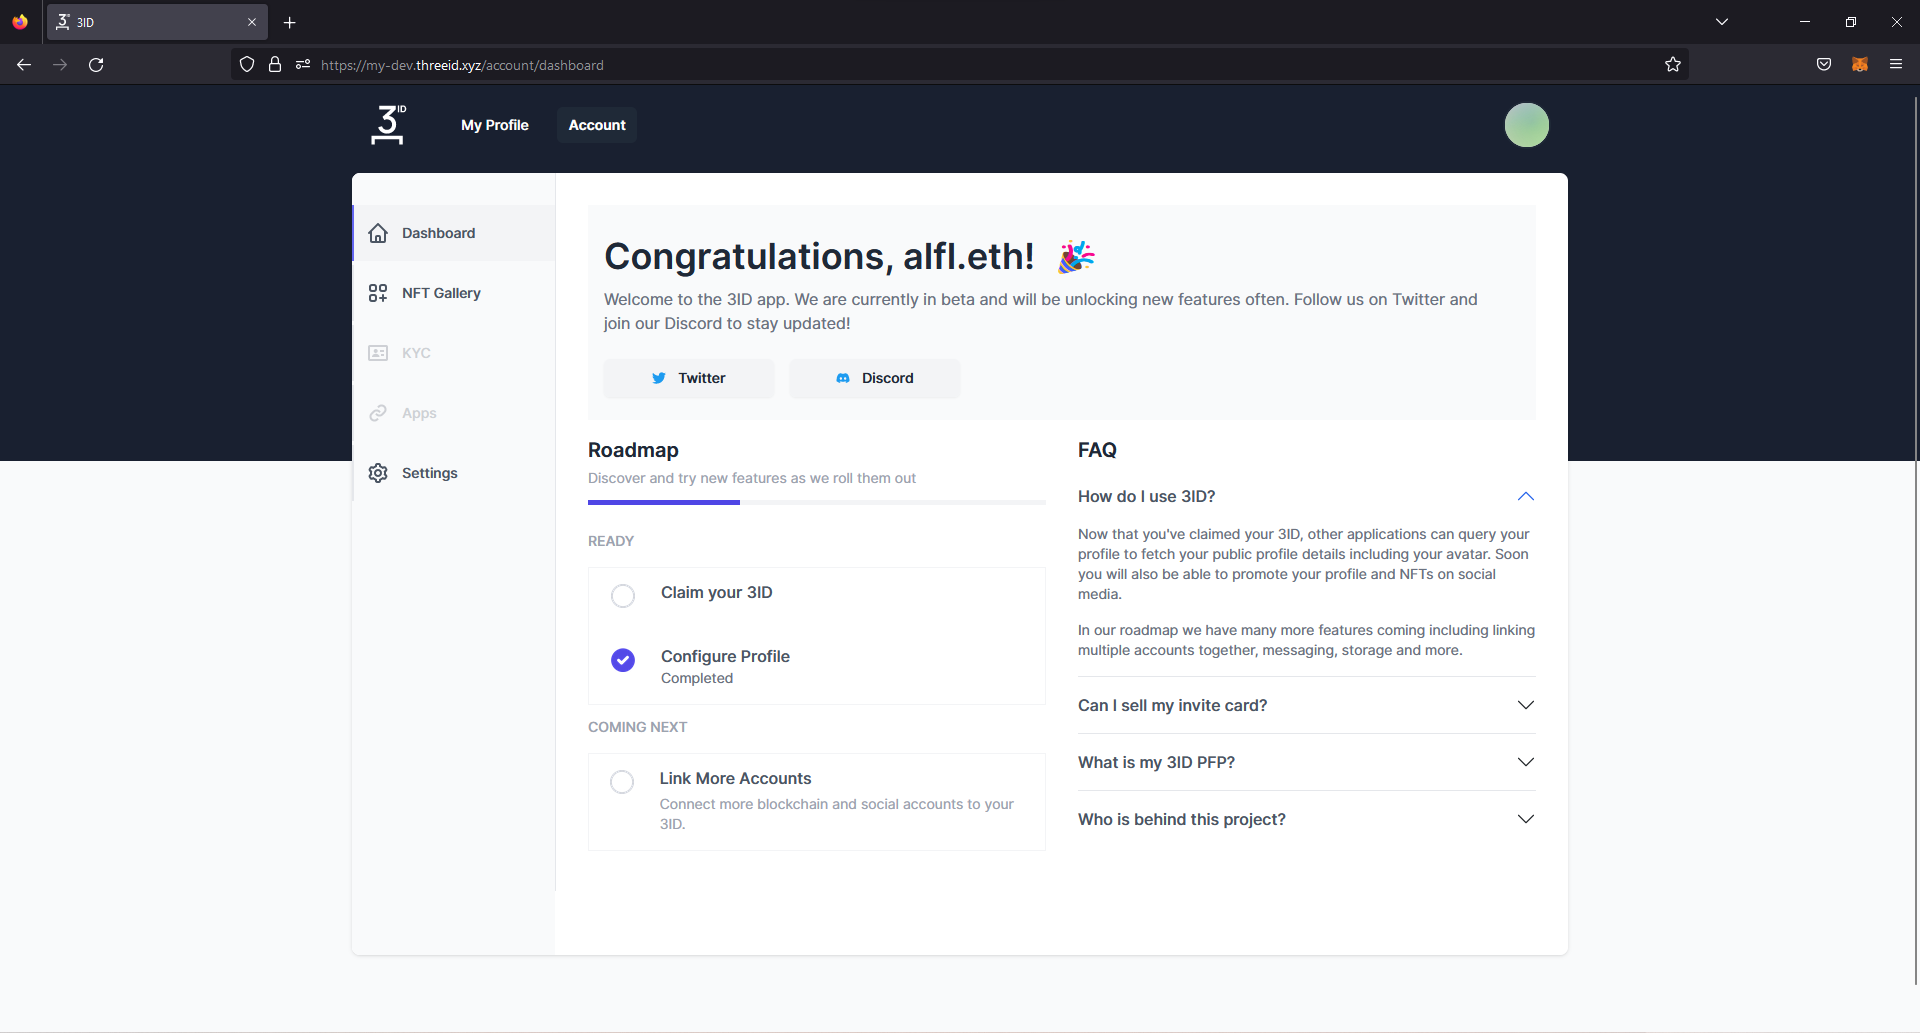 3ID
https://my-dev.threeid.xyz/account/dashboard
3ID
My Profile
Account
Dashboard
NFT Gallery
KYC
Apps
Settings
Congratulations, alfl.eth! 🎉
Welcome to the 3ID app. We are currently in beta and will be unlocking new features often. Follow us on Twitter and
join our Discord to stay updated!
Twitter
Discord
Roadmap
Discover and try new features as we roll them out
READY
Claim your 3ID
Configure Profile
Completed
COMING NEXT
Link More Accounts
Connect more blockchain and social accounts to your
3ID.
FAQ
How do I use 3ID?
Now that you've claimed your 3ID, other applications can query your
profile to fetch your public profile details including your avatar. Soon
you will also be able to promote your profile and NFTs on social
media.
In our roadmap we have many more features coming including linking
multiple accounts together, messaging, storage and more.
Can I sell my invite card?
What is my 3ID PFP?
Who is behind this project?